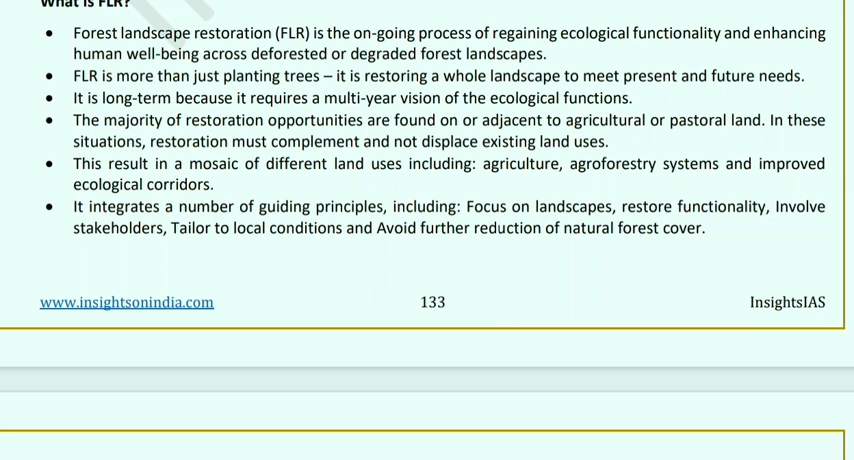 What is FLR?
• Forest landscape restoration (FLR) is the on-going process of regaining ecological functionality and enhancing
human well-being across deforested or degraded forest landscapes.
• FLR is more than just planting trees – it is restoring a whole landscape to meet present and future needs.
• It is long-term because it requires a multi-year vision of the ecological functions.
• The majority of restoration opportunities are found on or adjacent to agricultural or pastoral land. In these
situations, restoration must complement and not displace existing land uses.
• This result in a mosaic of different land uses including: agriculture, agroforestry systems and improved
ecological corridors.
• It integrates a number of guiding principles, including: Focus on landscapes, restore functionality, Involve
stakeholders, Tailor to local conditions and Avoid further reduction of natural forest cover.
www.insightsonindia.com 133 InsightsIAS